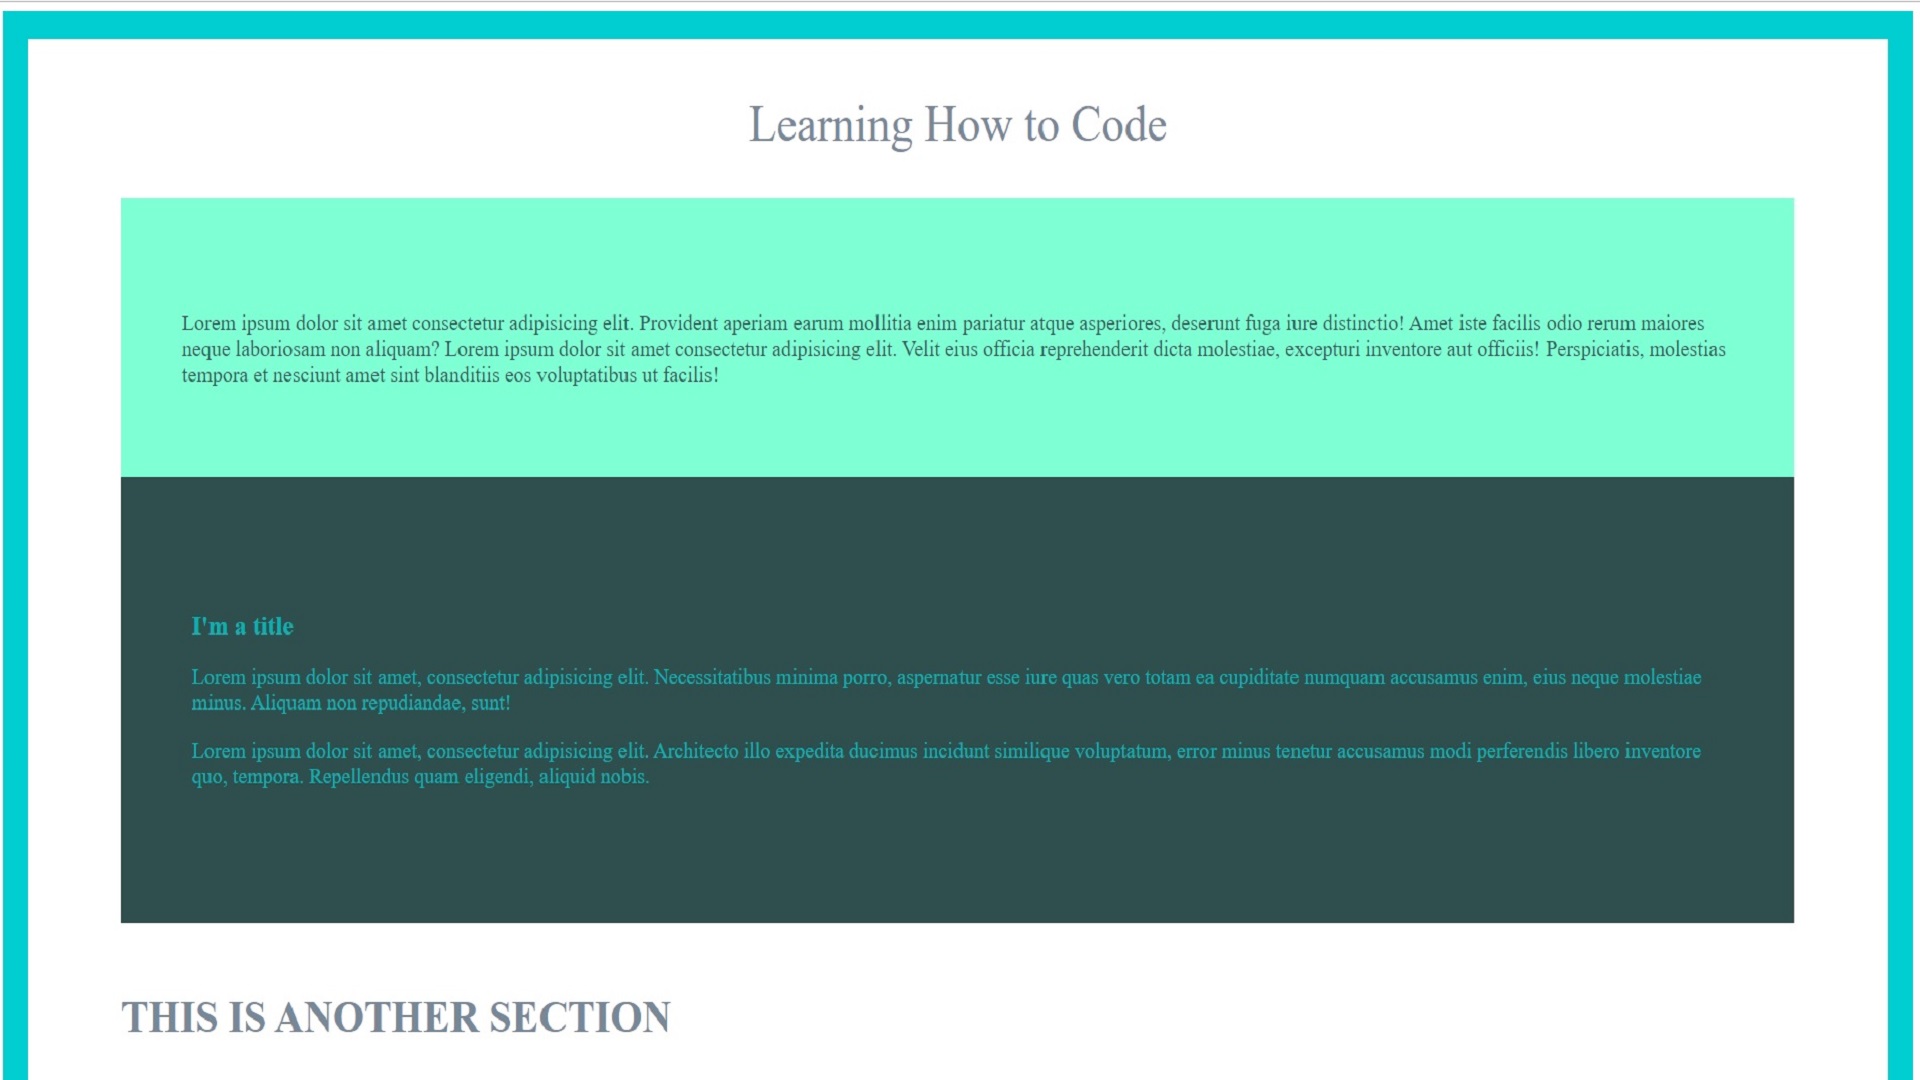 Learning How to Code
Lorem ipsum dolor sit amet consectetur adipisicing elit. Provident aperiam earum mollitia enim pariatur atque asperiores, deserunt fuga iure distinctio! Amet iste facilis odio rerum maiores
neque laboriosam non aliquam? Lorem ipsum dolor sit amet consectetur adipisicing elit. Velit eius officia reprehenderit dicta molestiae, excepturi inventore aut officiis! Perspiciatis, molestias
tempora et nesciunt amet sint blanditiis eos voluptatibus ut facilis!
I'm a title
Lorem ipsum dolor sit amet, consectetur adipisicing elit. Necessitatibus minima porro, aspernatur esse iure quas vero totam ea cupiditate numquam accusamus enim, eius neque molestiae
minus. Aliquam non repudiandae, sunt!
Lorem ipsum dolor sit amet, consectetur adipisicing elit. Architecto illo expedita ducimus incidunt similique voluptatum, error minus tenetur accusamus modi perferendis libero inventore
quo, tempora. Repellendus quam eligendi, aliquid nobis.
THIS IS ANOTHER SECTION